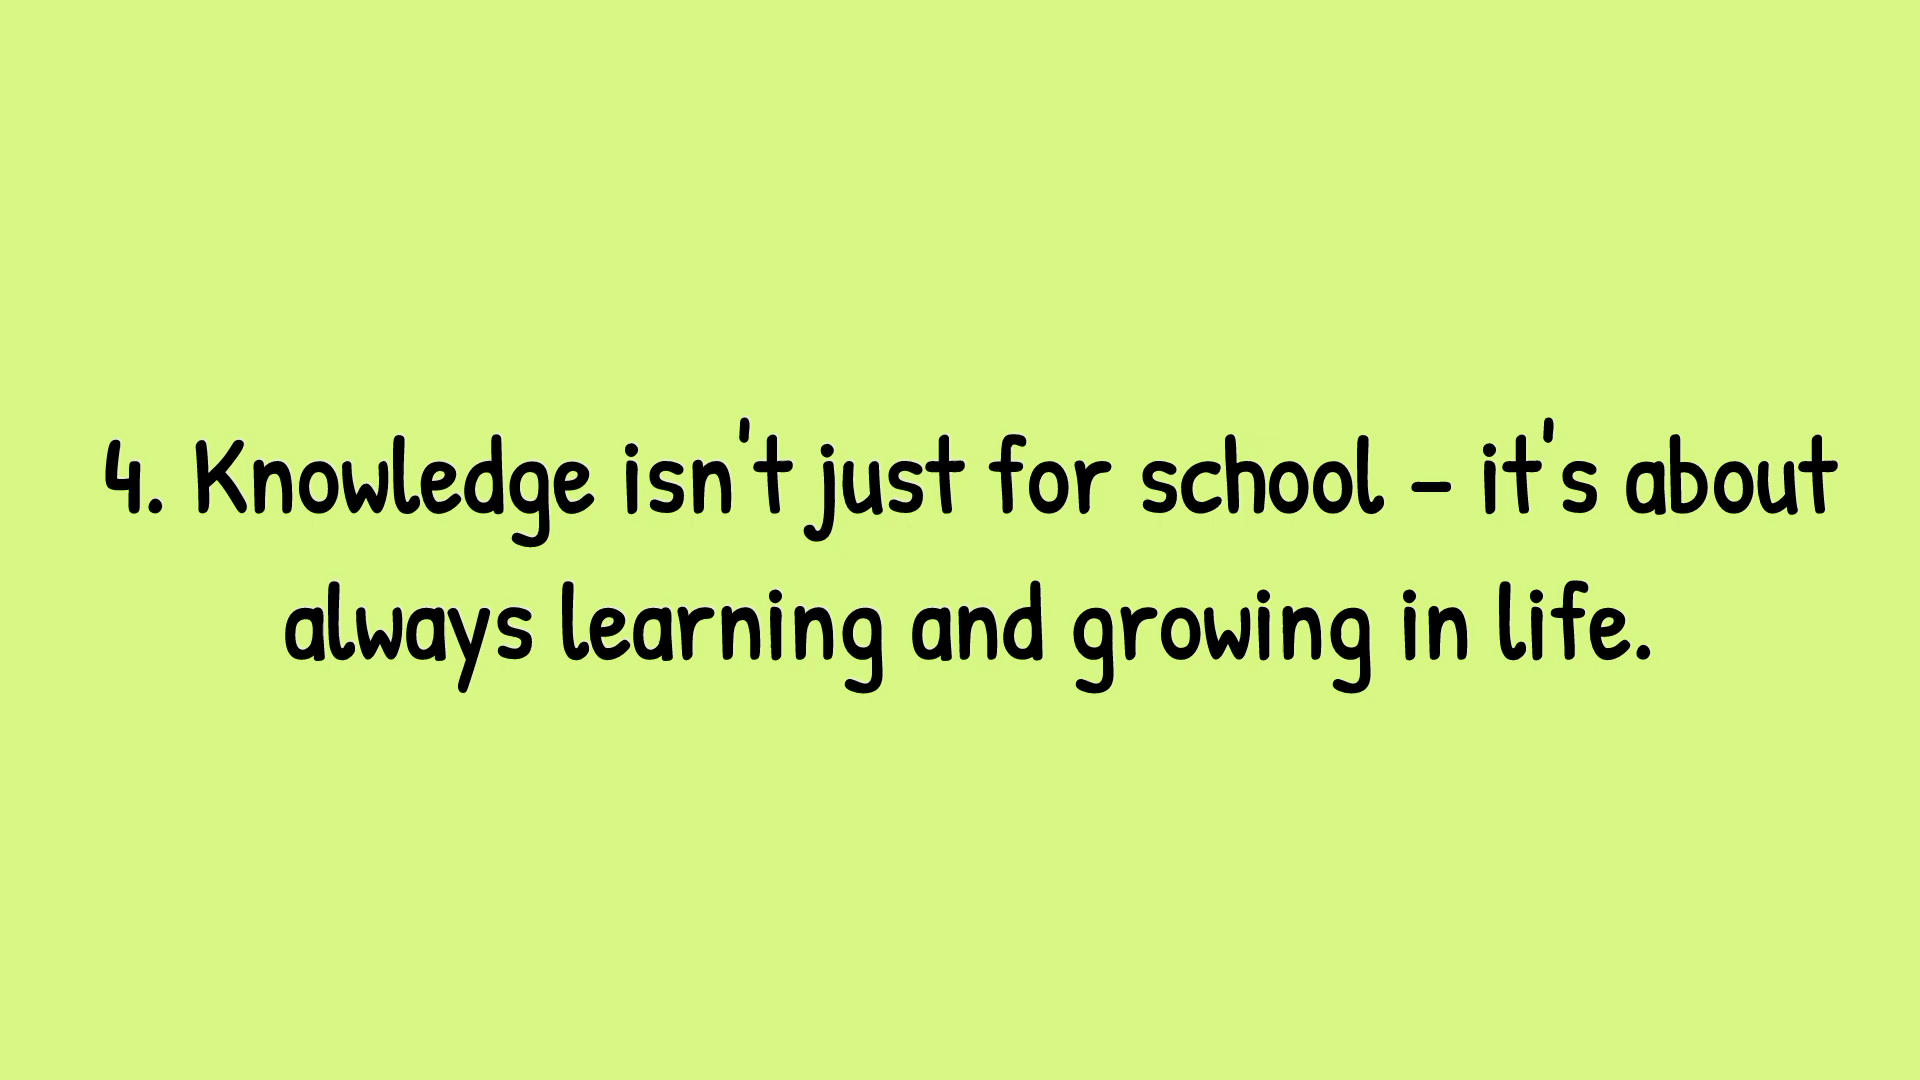 4. Knowledge isn't just for school – it's about
always learning and growing in life.